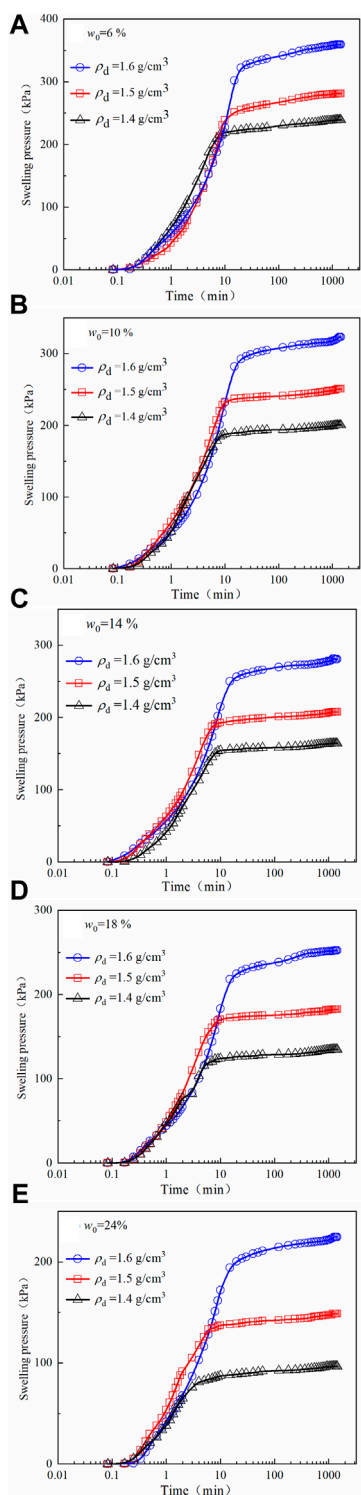 A
w₀=6 %
ρd=1.6 g/cm³
ρd=1.5 g/cm³
ρd=1.4 g/cm³
Swelling pressure（kPa）
400
300
200
100
0
0.01 0.1 1 10 100 1000
Time（min）
B
w₀=10 %
ρd=1.6 g/cm³
ρd=1.5 g/cm³
ρd=1.4 g/cm³
Swelling pressure（kPa）
300
200
100
0
0.01 0.1 1 10 100 1000
Time（min）
C
w₀=14 %
ρd=1.6 g/cm³
ρd=1.5 g/cm³
ρd=1.4 g/cm³
Swelling pressure（kPa）
300
200
100
0
0.01 0.1 1 10 100 1000
Time（min）
D
w₀=18 %
ρd=1.6 g/cm³
ρd=1.5 g/cm³
ρd=1.4 g/cm³
Swelling pressure（kPa）
300
200
100
0
0.01 0.1 1 10 100 1000
Time（min）
E
w₀=24%
ρd=1.6 g/cm³
ρd=1.5 g/cm³
ρd=1.4 g/cm³
Swelling pressure（kPa）
200
100
0
0.01 0.1 1 10 100 1000
Time（min）